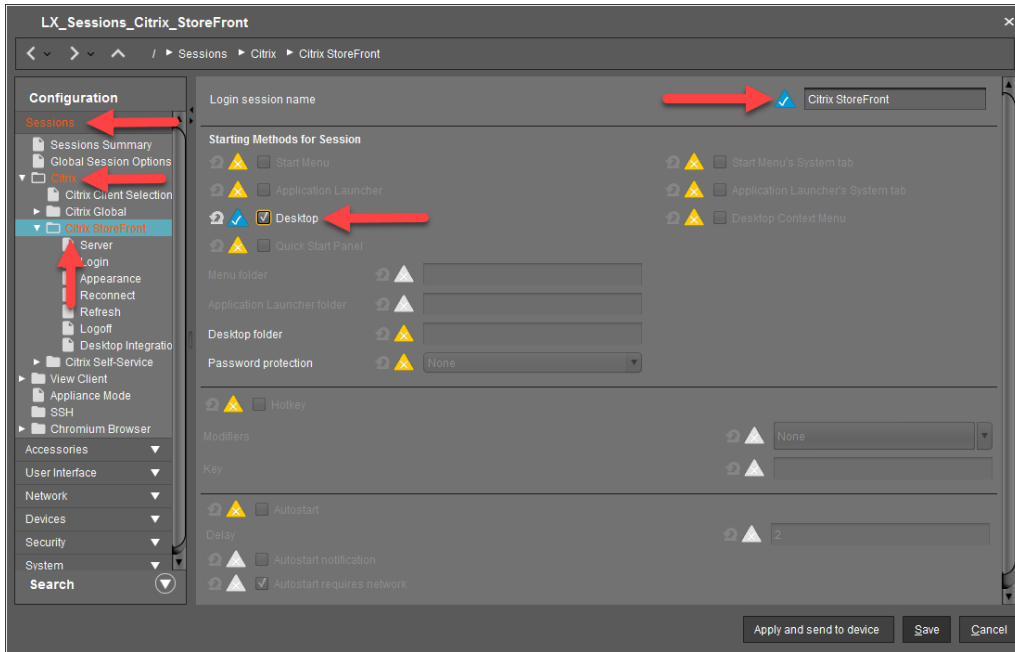 LX_Sessions_Citrix_StoreFront
/ Sessions Citrix Citrix StoreFront
Configuration
Sessions
Sessions Summary
Global Session Options
Citrix
Citrix Client Selection
Citrix Global
Citrix StoreFront
Server
Login
Appearance
Reconnect
Refresh
Logoff
Desktop Integratio
Citrix Self-Service
View Client
Appliance Mode
SSH
Chromium Browser
Accessories
User Interface
Network
Devices
Security
System
Search
Login session name Citrix StoreFront
Starting Methods for Session
Start Menu Start Menu's System tab
Application Launcher Application Launcher's System tab
Desktop Desktop Context Menu
Quick Start Panel
Menu folder
Application Launcher folder
Desktop folder
Password protection None
Hotkey
Modifiers None
Key
Autostart
Delay 2
Autostart notification
Autostart requires network
Apply and send to device Save Cancel